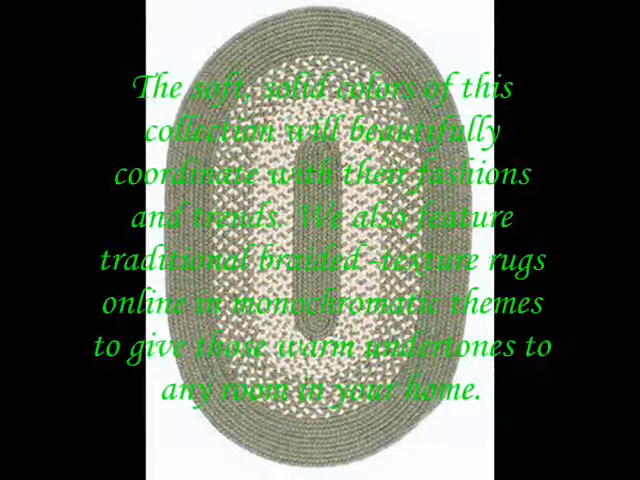 The soft, solid colors of this
collection will beautifully
coordinate with their fashions
and trends. We also feature
traditional braided -texture rugs
online in monochromatic themes
to give those warm undertones to
any room in your home.